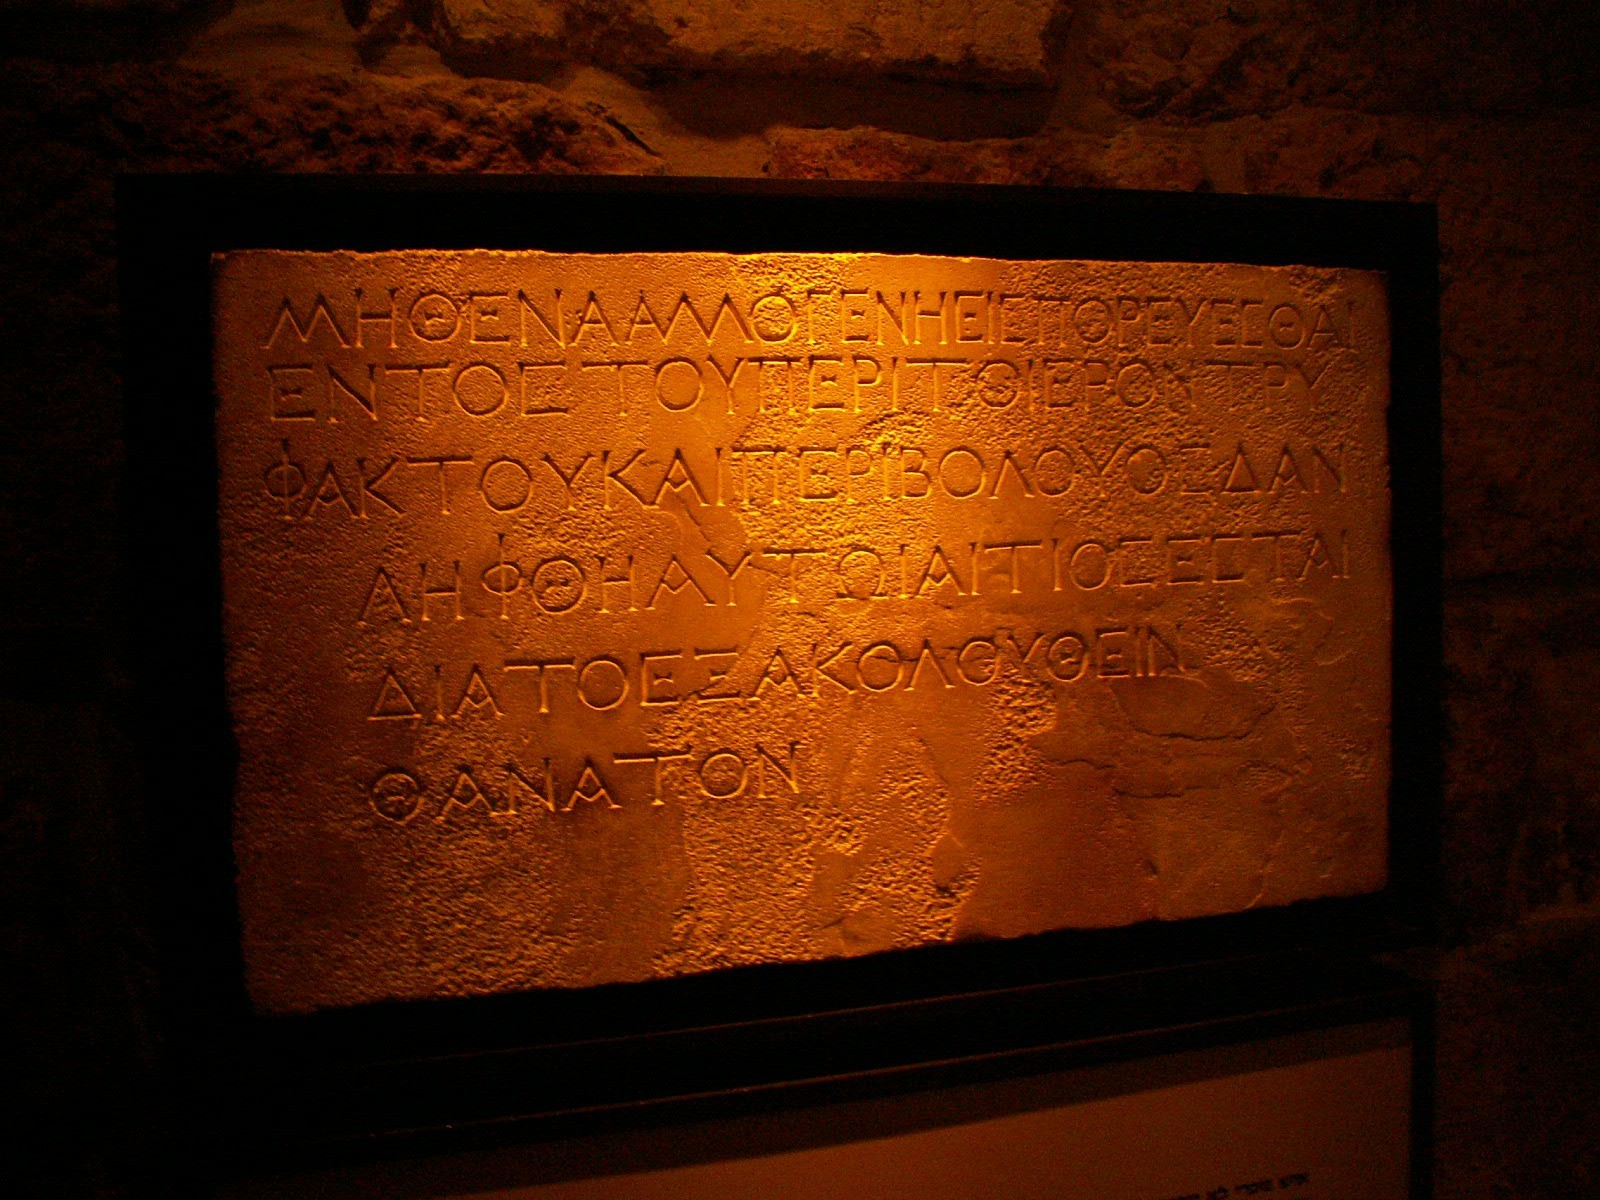 ΜΗΘΕΝΑΑΛΛΟΓΕΝΗΕΙΣΠΟΡΕΥΕΣΘΑΙ
ΕΝΤΟΣΤΟΥΠΕΡΙΤΟΙΕΡΟΝΤΡΥ
ΦΑΚΤΟΥΚΑΙΠΕΡΙΒΟΛΟΥΟΣΔΑΝ
ΛΗΦΘΗΑΥΤΩΙΑΙΤΙΟΣΕΣΤΑΙ
ΔΙΑΤΟΕΞΑΚΟΛΟΥΘΕΙΝ
ΘΑΝΑΤΟΝ